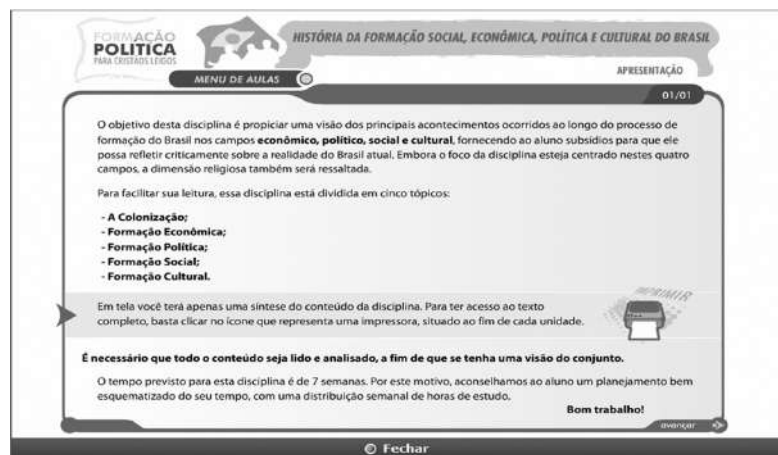 FORMAÇÃO
POLITICA
PARA CRISTÃOS LEIGOS
HISTÓRIA DA FORMAÇÃO SOCIAL, ECONÔMICA, POLÍTICA E CULTURAL DO BRASIL
MENU DE AULAS
APRESENTAÇÃO
01/01
O objetivo desta disciplina é propiciar uma visão dos principais acontecimentos ocorridos ao longo do processo de
formação do Brasil nos campos econômico, político, social e cultural, fornecendo ao aluno subsídios para que ele
possa refletir criticamente sobre a realidade do Brasil atual. Embora o foco da disciplina esteja centrado nestes quatro
campos, a dimensão religiosa também será ressaltada.
Para facilitar sua leitura, essa disciplina está dividida em cinco tópicos:
- A Colonização;
- Formação Econômica;
- Formação Política;
- Formação Social;
- Formação Cultural.
IMPRIMIR
Em tela você terá apenas uma síntese do conteúdo da disciplina. Para ter acesso ao texto
completo, basta clicar no ícone que representa uma impressora, situado ao fim de cada unidade.
É necessário que todo o conteúdo seja lido e analisado, a fim de que se tenha uma visão do conjunto.
O tempo previsto para esta disciplina é de 7 semanas. Por este motivo, aconselhamos ao aluno um planejamento bem
esquematizado do seu tempo, com uma distribuição semanal de horas de estudo.
Bom trabalho!
avançar
Fechar